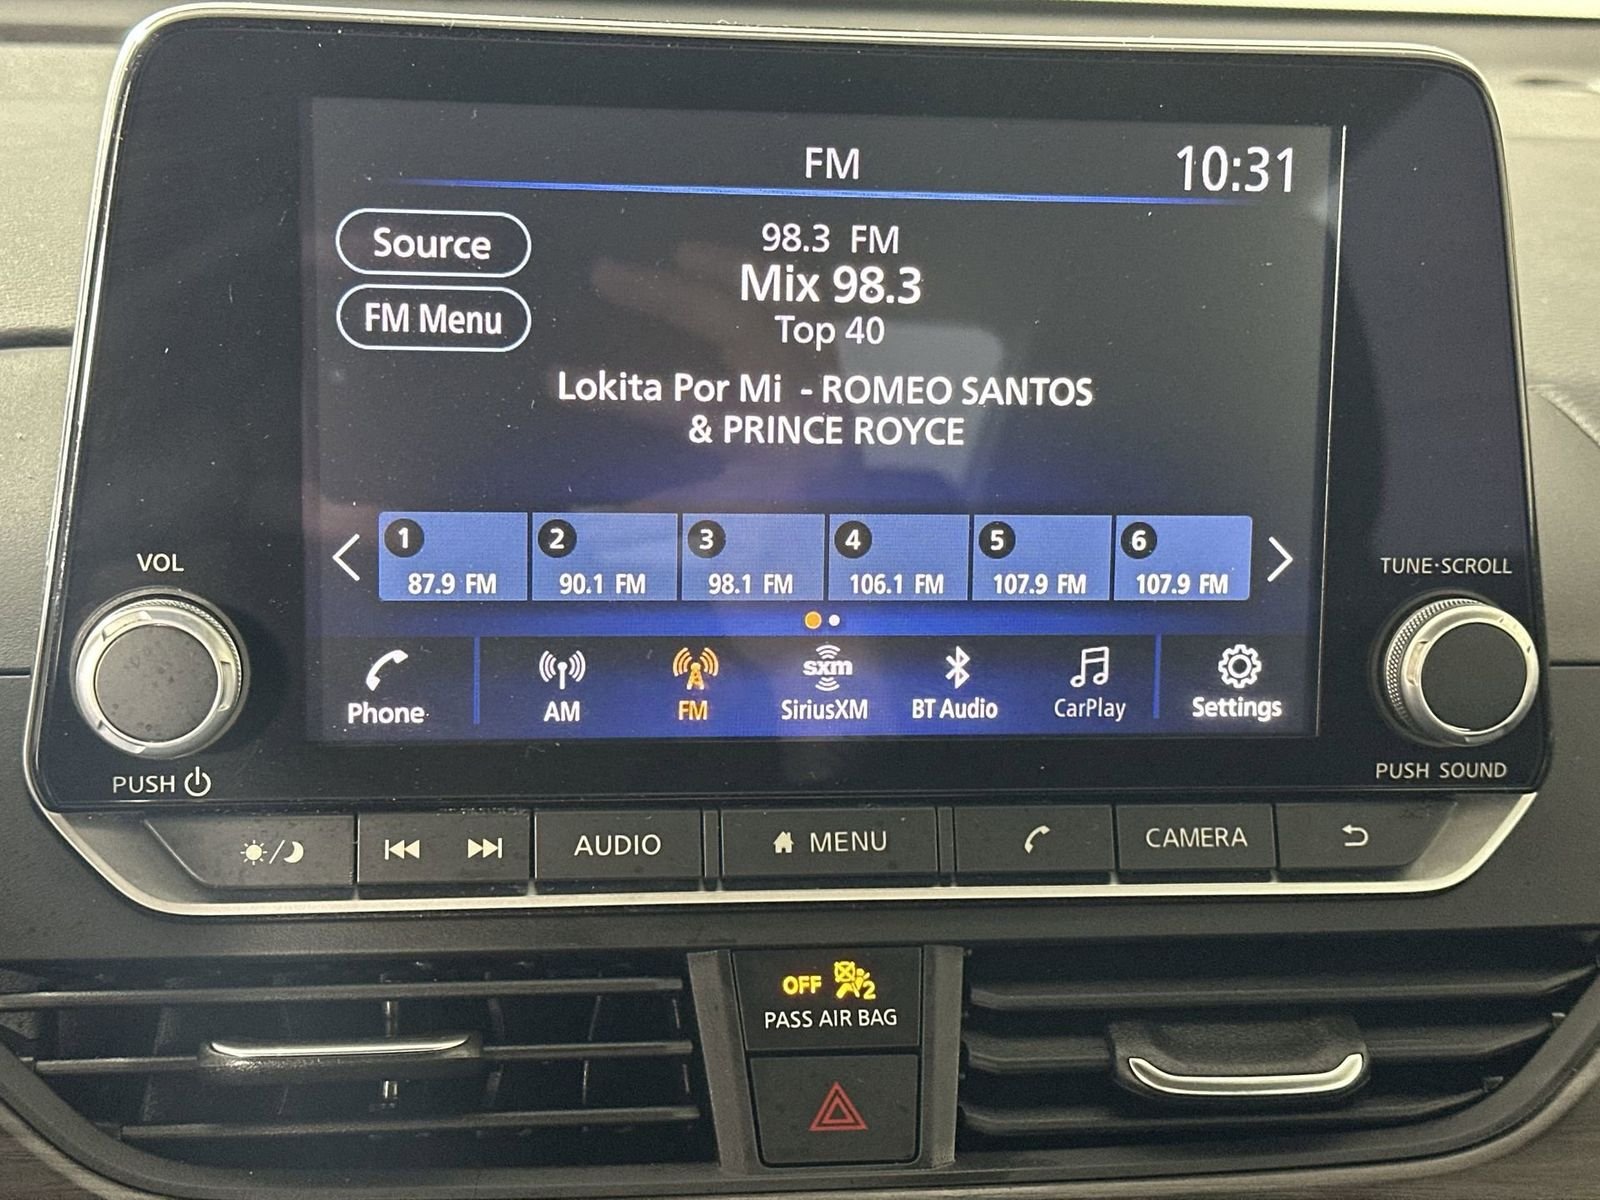 FM
10:31
Source
98.3 FM
Mix 98.3
FM Menu
Top 40
Lokita Por Mi - ROMEO SANTOS
& PRINCE ROYCE
1 2 3 4 5 6
87.9 FM 90.1 FM 98.1 FM 106.1 FM 107.9 FM 107.9 FM
VOL
TUNE·SCROLL
sxm
Phone AM FM SiriusXM BT Audio CarPlay Settings
PUSH
PUSH SOUND
AUDIO MENU CAMERA
OFF 2
PASS AIR BAG